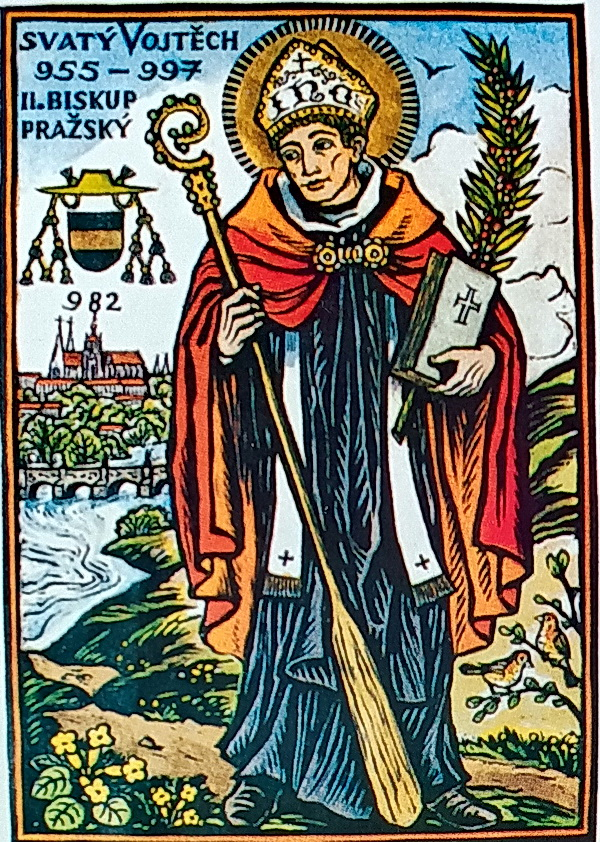 SVATÝ VOJTĚCH
955 – 997
II. BISKUP
PRAŽSKÝ
982